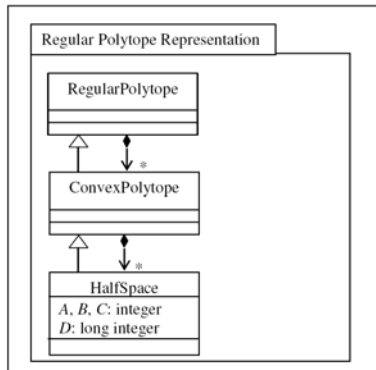 Regular Polytope Representation
RegularPolytope
*
ConvexPolytope
*
HalfSpace
A, B, C: integer
D: long integer